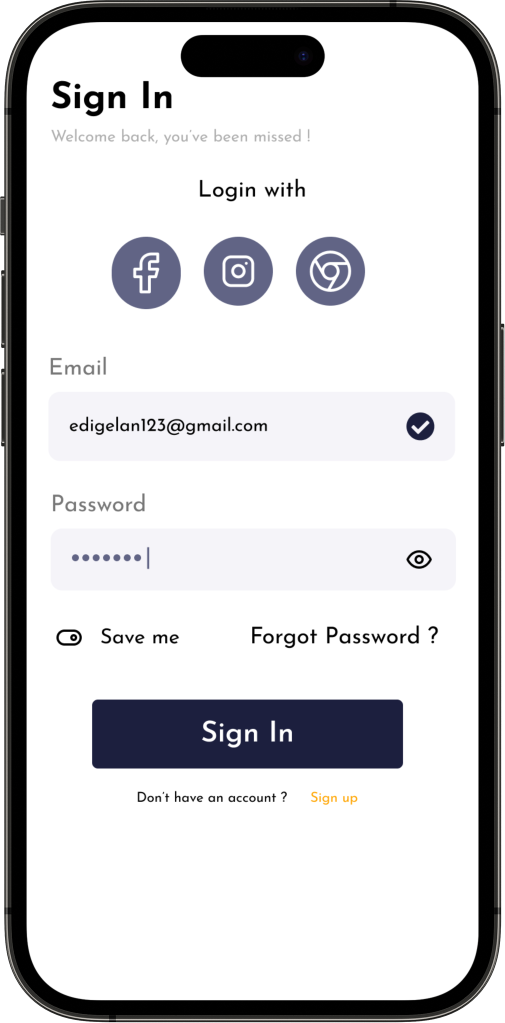 Sign In
Welcome back, you've been missed !
Login with
Email
edigelan123@gmail.com
Password
•••••••
Save me
Forgot Password ?
Sign In
Don't have an account ? Sign up